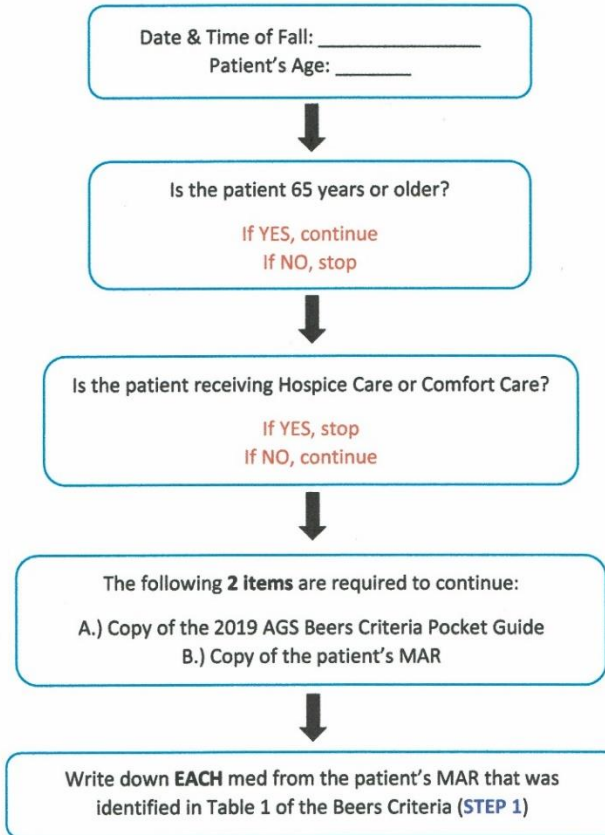 Date & Time of Fall: _________________
Patient's Age: ________
Is the patient 65 years or older?
If YES, continue
If NO, stop
Is the patient receiving Hospice Care or Comfort Care?
If YES, stop
If NO, continue
The following 2 items are required to continue:
A.) Copy of the 2019 AGS Beers Criteria Pocket Guide
B.) Copy of the patient's MAR
Write down EACH med from the patient's MAR that was
identified in Table 1 of the Beers Criteria (STEP 1)